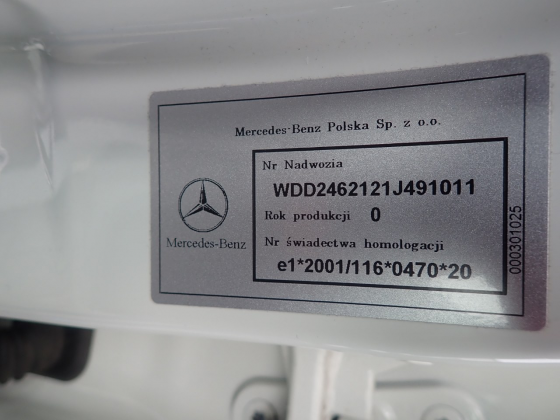 Mercedes-Benz Polska Sp. z o.o.
Nr Nadwozia
WDD2462121J491011
Rok produkcji 0
Nr świadectwa homologacji
e1*2001/116*0470*20
Mercedes-Benz
000301025